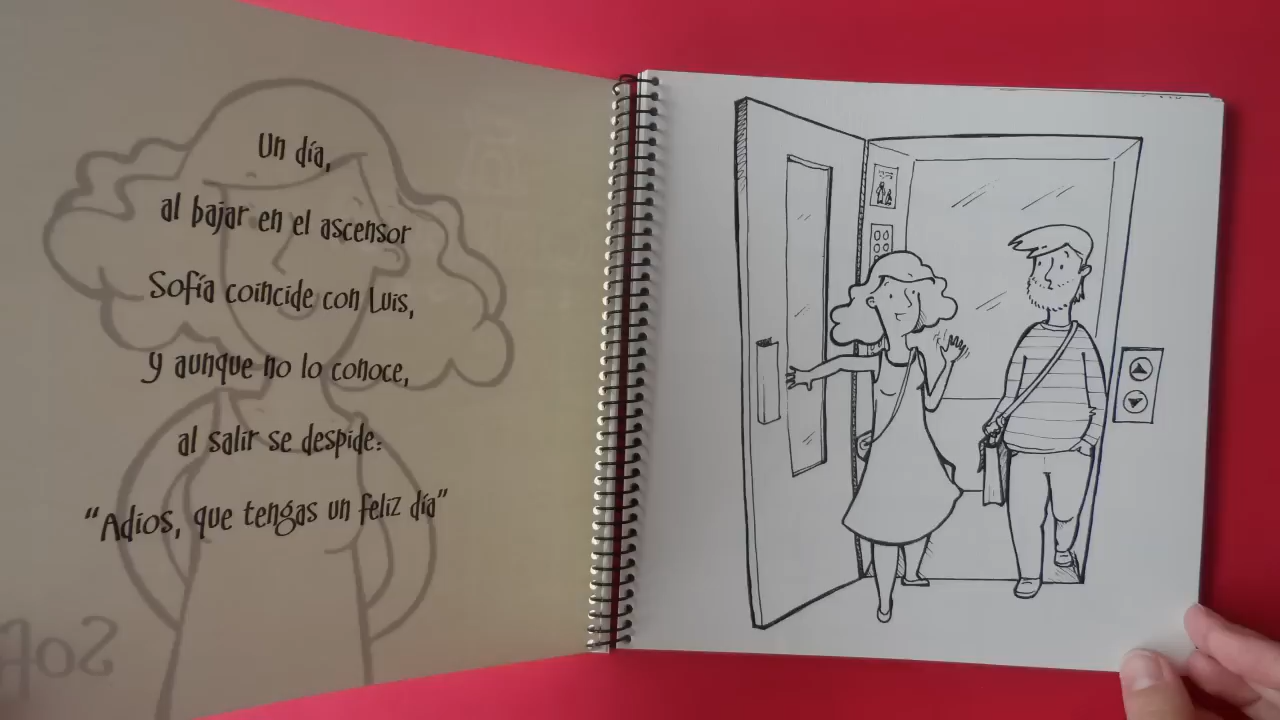 Un día,
al bajar en el ascensor
Sofía coincide con Luis,
y aunque no lo conoce,
al salir se despide:
"Adios, que tengas un feliz día"
Sof